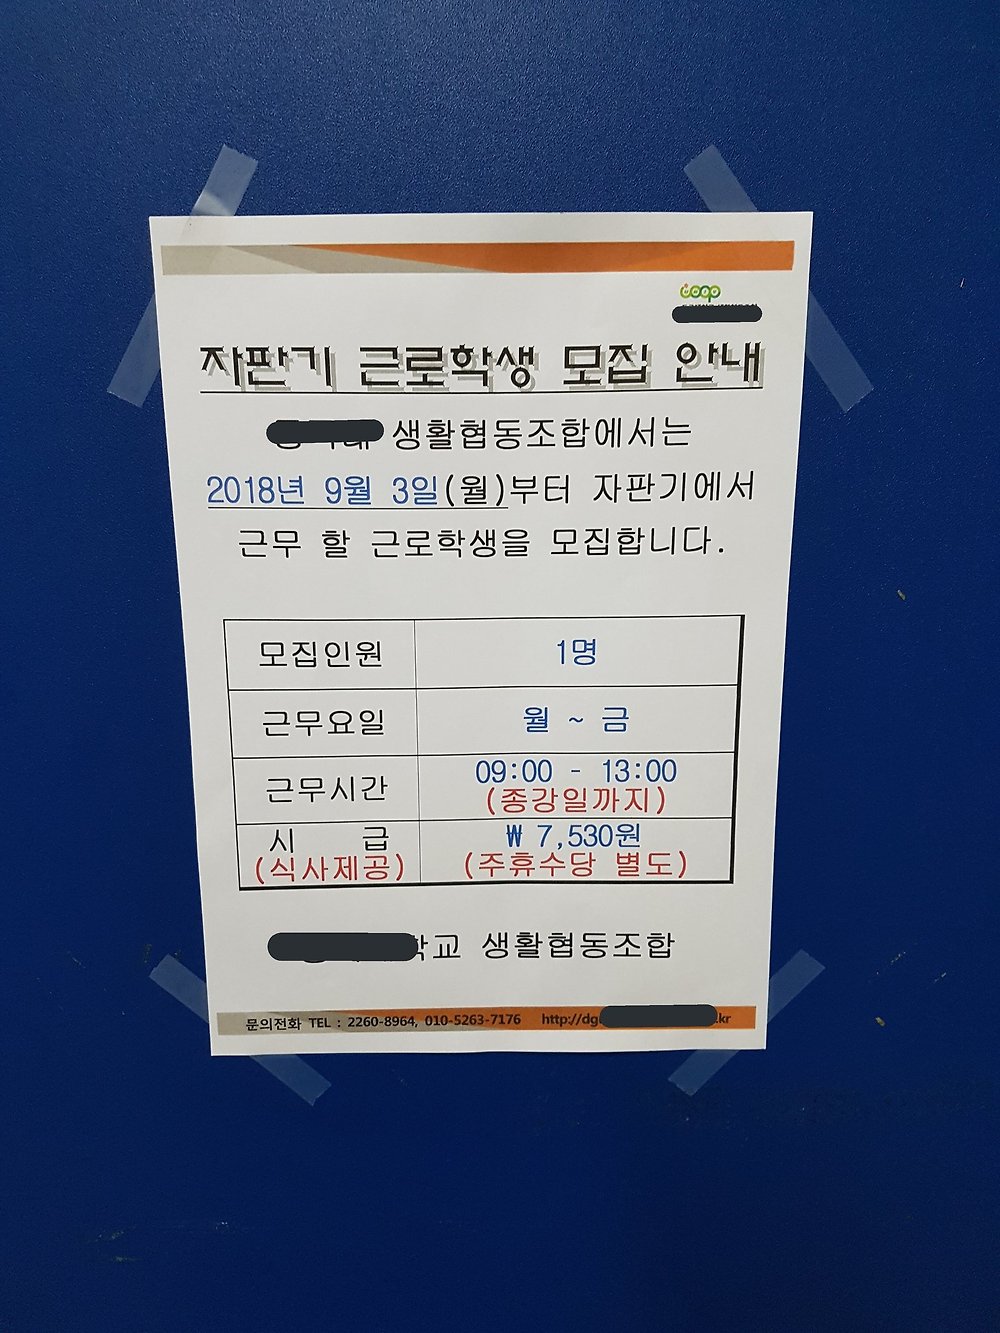 coop
자판기 근로학생 모집 안내
생활협동조합에서는
2018년 9월 3일(월)부터 자판기에서
근무 할 근로학생을 모집합니다.
모집인원 1명
근무요일 월 ~ 금
근무시간 09:00 - 13:00
(종강일까지)
시 급 ₩ 7,530원
(식사제공) (주휴수당 별도)
학교 생활협동조합
문의전화 TEL : 2260-8964, 010-5263-7176 http://dg .kr